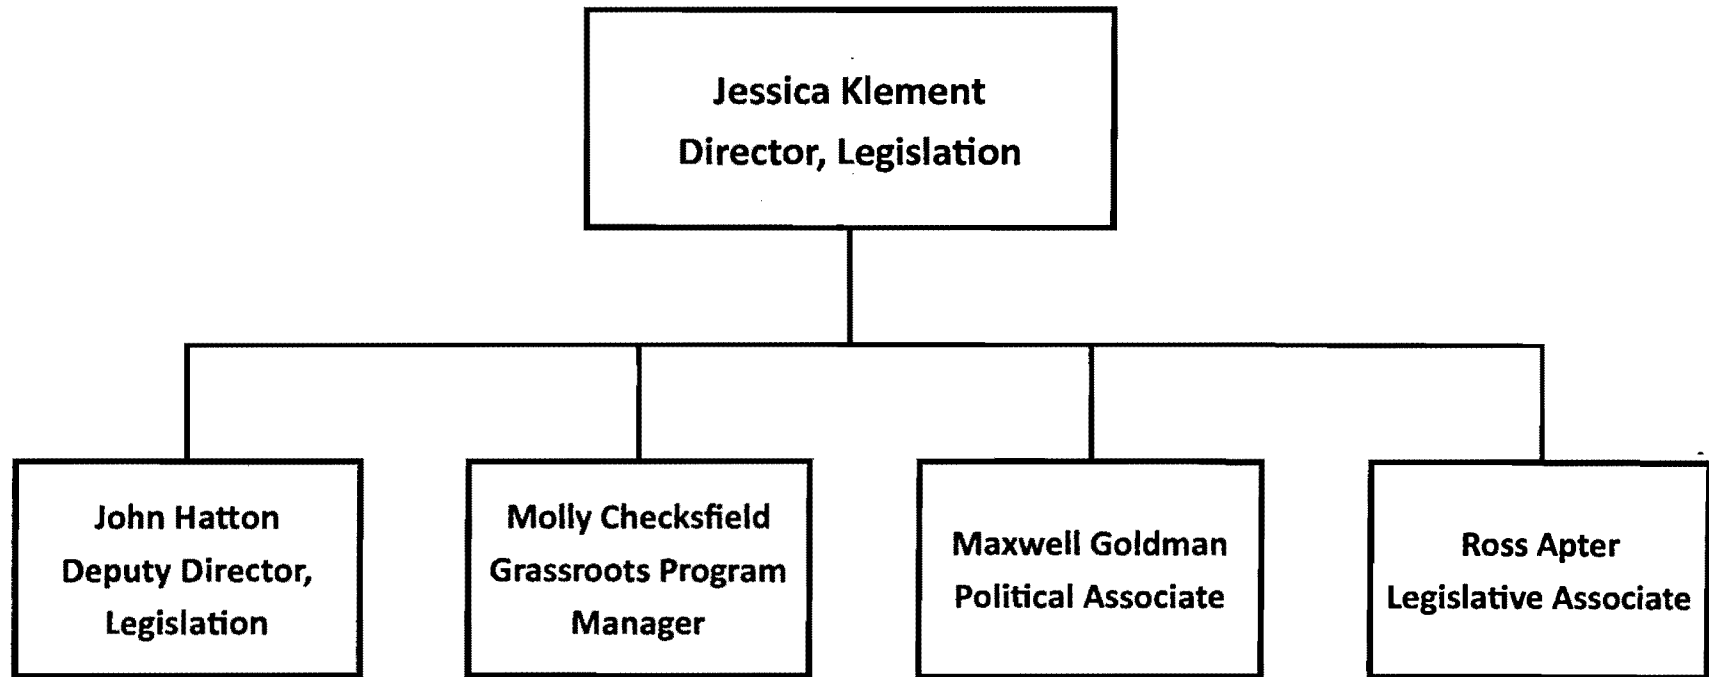 Jessica Klement
Director, Legislation
John Hatton
Deputy Director,
Legislation
Molly Checksfield
Grassroots Program
Manager
Maxwell Goldman
Political Associate
Ross Apter
Legislative Associate